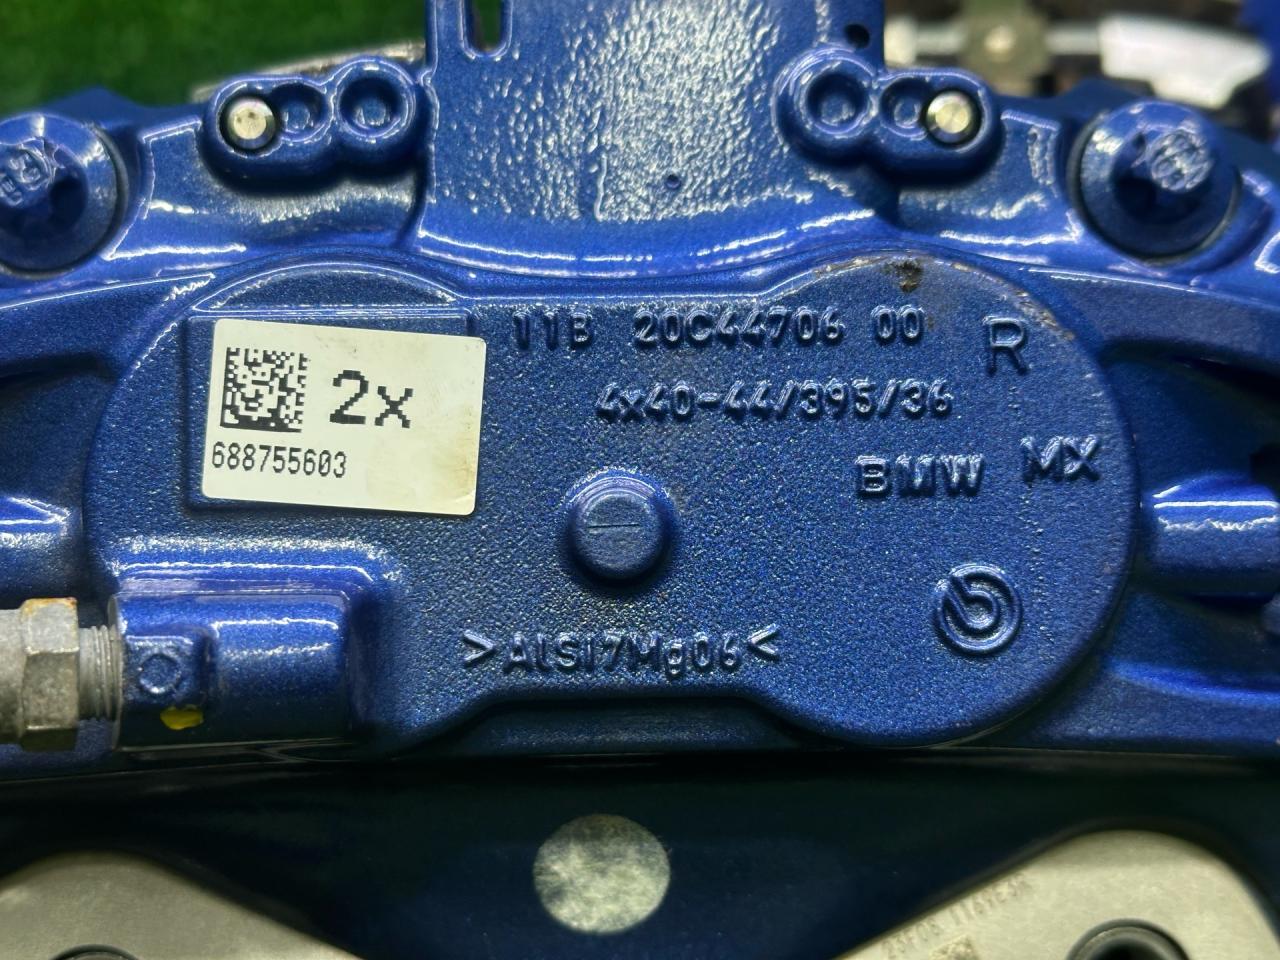 11B 20C44706 00 R
4x40-44/395/36
BMW MX
2x
688755603
>AlSi7Mg06<